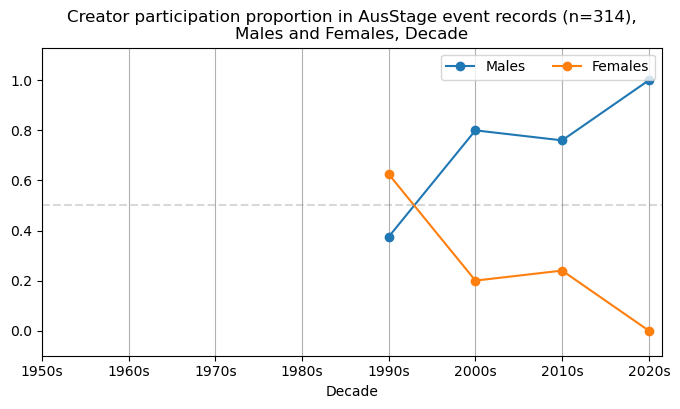 Creator participation proportion in AusStage event records (n=314),
Males and Females, Decade
Males Females
1.0
0.8
0.6
0.4
0.2
0.0
1950s 1960s 1970s 1980s 1990s 2000s 2010s 2020s
Decade